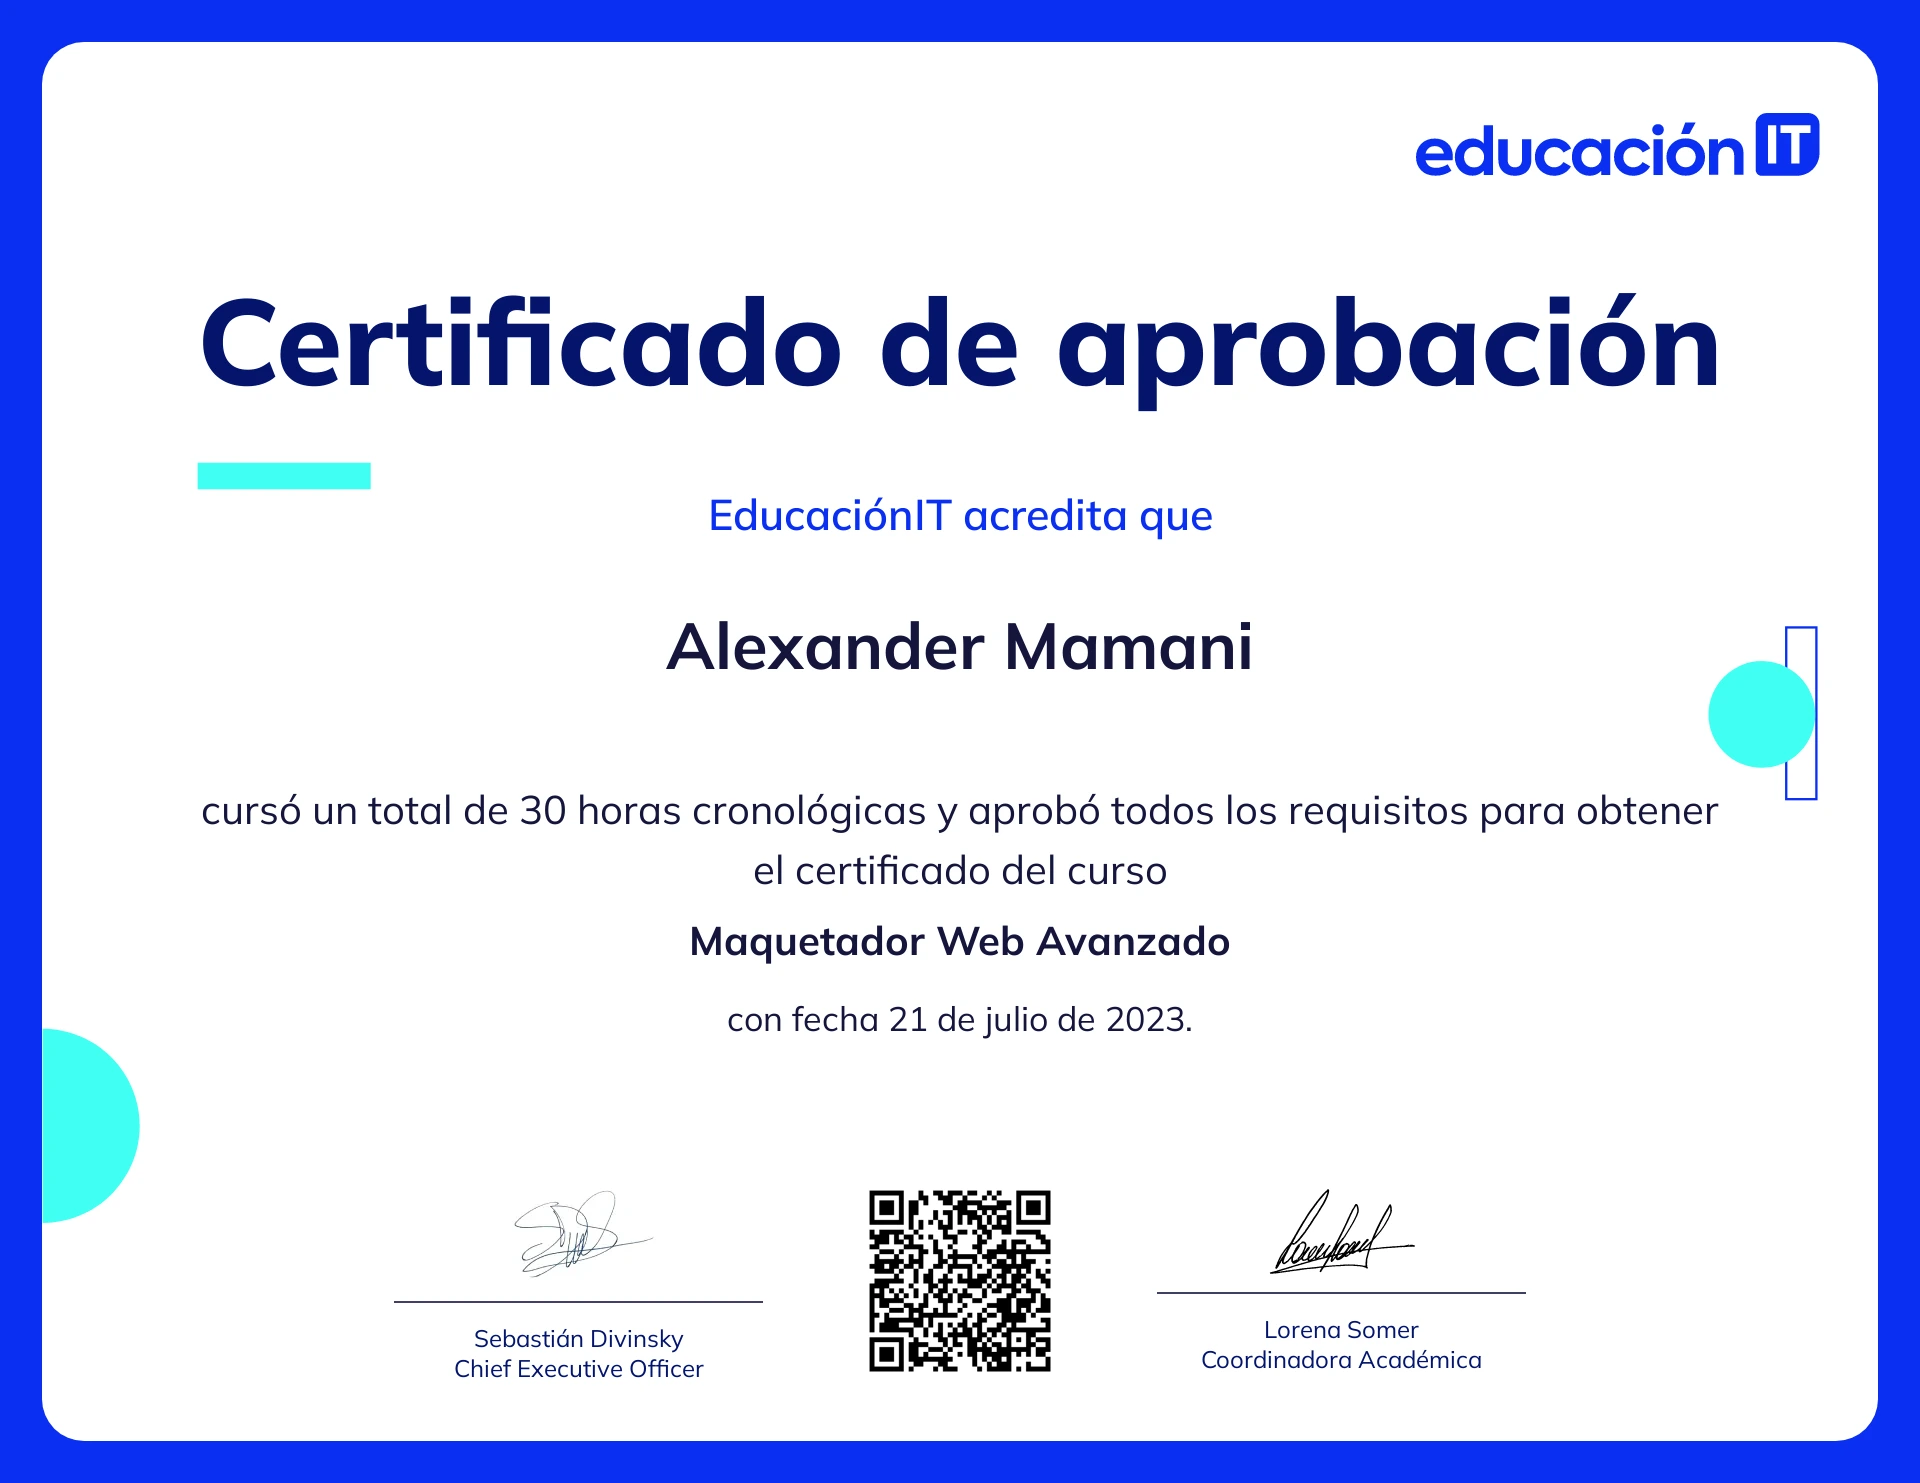 educación IT
Certificado de aprobación
EducaciónIT acredita que
Alexander Mamani
cursó un total de 30 horas cronológicas y aprobó todos los requisitos para obtener
el certificado del curso
Maquetador Web Avanzado
con fecha 21 de julio de 2023.
Sebastián Divinsky
Chief Executive Officer
Lorena Somer
Coordinadora Académica